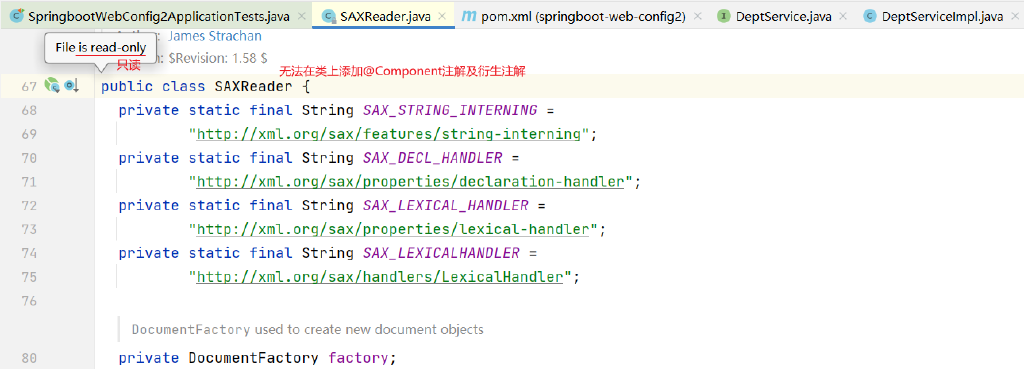 SpringbootWebConfig2ApplicationTests.java × SAXReader.java × pom.xml (springboot-web-config2) × DeptService.java × DeptServiceImpl.java ×
James Strachan
File is read-only
: $Revision: 1.58 $
只读
无法在类上添加@Component注解及衍生注解
67 public class SAXReader {
68 private static final String SAX_STRING_INTERNING =
69 "http://xml.org/sax/features/string-interning";
70 private static final String SAX_DECL_HANDLER =
71 "http://xml.org/sax/properties/declaration-handler";
72 private static final String SAX_LEXICAL_HANDLER =
73 "http://xml.org/sax/properties/lexical-handler";
74 private static final String SAX_LEXICALHANDLER =
75 "http://xml.org/sax/handlers/LexicalHandler";
76
DocumentFactory used to create new document objects
80 private DocumentFactory factory;